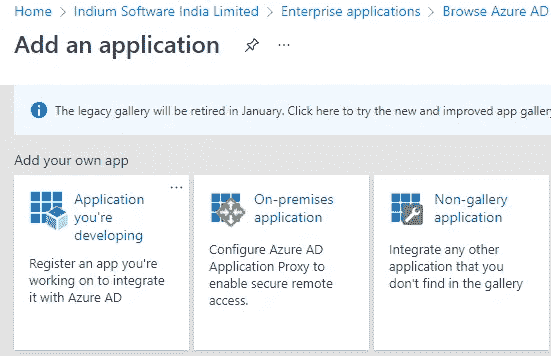 Home > Indium Software India Limited > Enterprise applications > Browse Azure AD
Add an application
...
The legacy gallery will be retired in January. Click here to try the new and improved app gallery
Add your own app
...
Application
you're
developing
Register an app you're
working on to integrate
it with Azure AD
On-premises
application
Configure Azure AD
Application Proxy to
enable secure remote
access.
Non-gallery
application
Integrate any other
application that you
don't find in the gallery